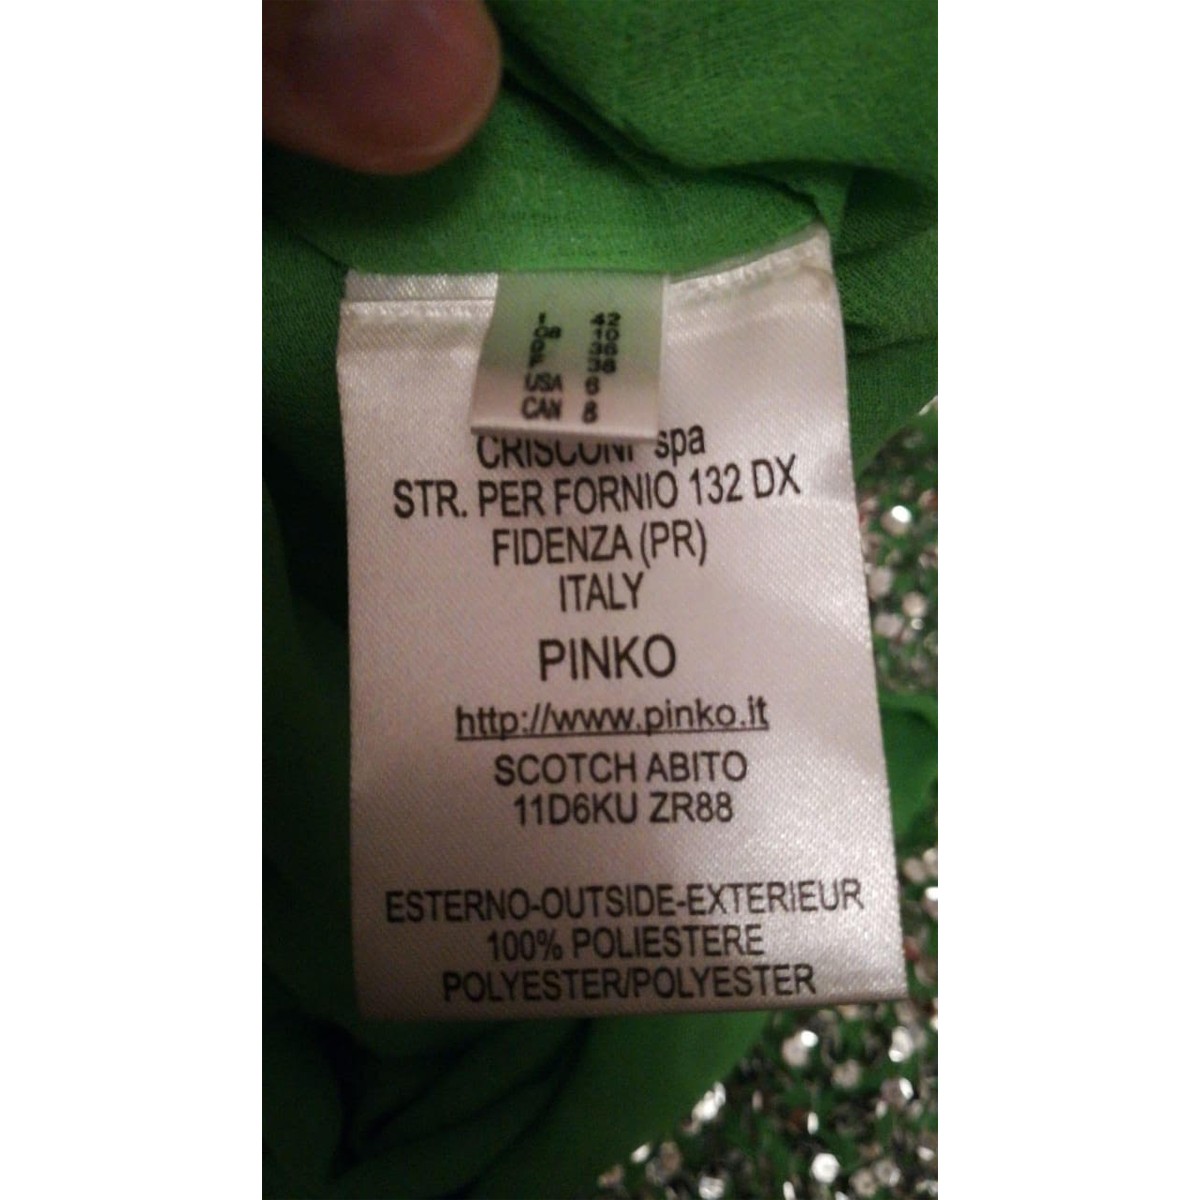 I 42
GB 10
D 36
F 38
USA 6
CAN 8
CRISCONF spa
STR. PER FORNIO 132 DX
FIDENZA (PR)
ITALY
PINKO
http://www.pinko.it
SCOTCH ABITO
11D6KU ZR88
ESTERNO-OUTSIDE-EXTERIEUR
100% POLIESTERE
POLYESTER/POLYESTER